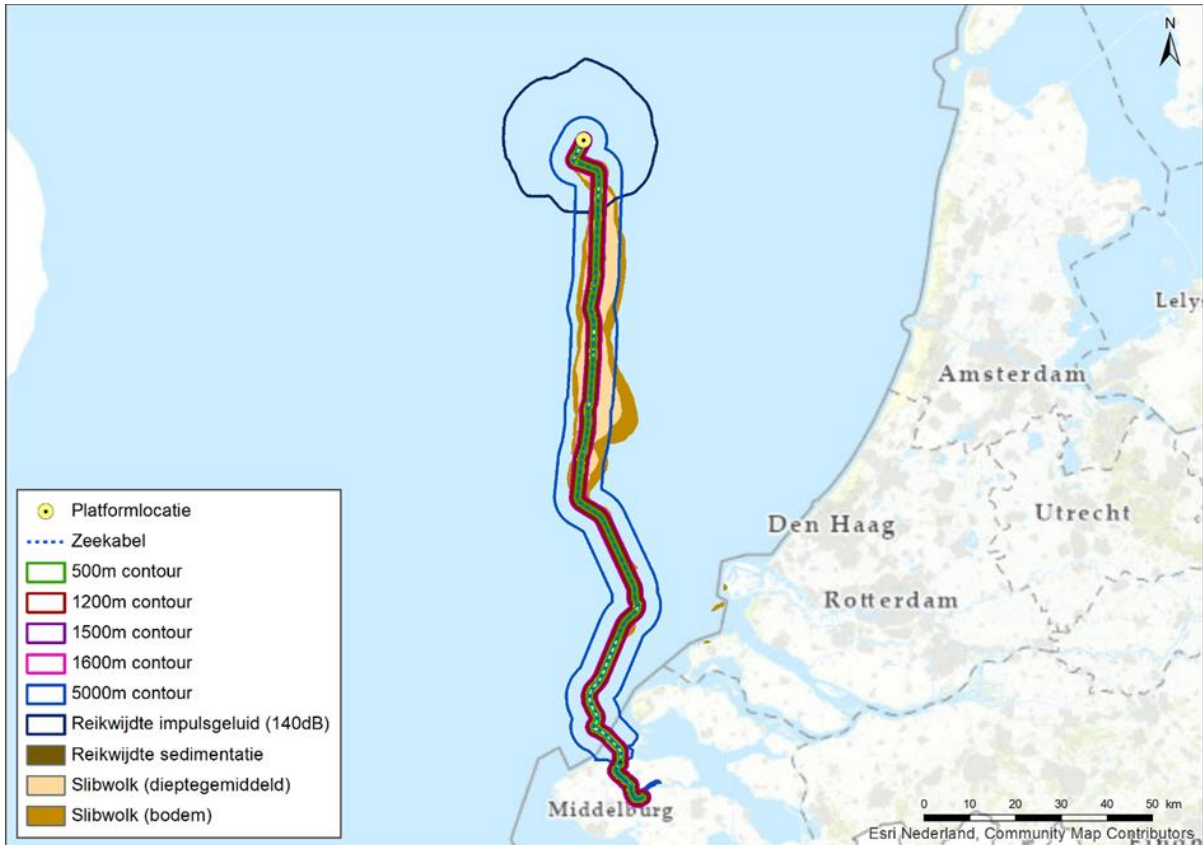 N
Lelys
Amsterdam
Utrecht
Den Haag
Rotterdam
Middelburg
Platformlocatie
Zeekabel
500m contour
1200m contour
1500m contour
1600m contour
5000m contour
Reikwijdte impulsgeluid (140dB)
Reikwijdte sedimentatie
Slibwolk (dieptegemiddeld)
Slibwolk (bodem)
0 10 20 30 40 50 km
Esri Nederland, Community Map Contributors